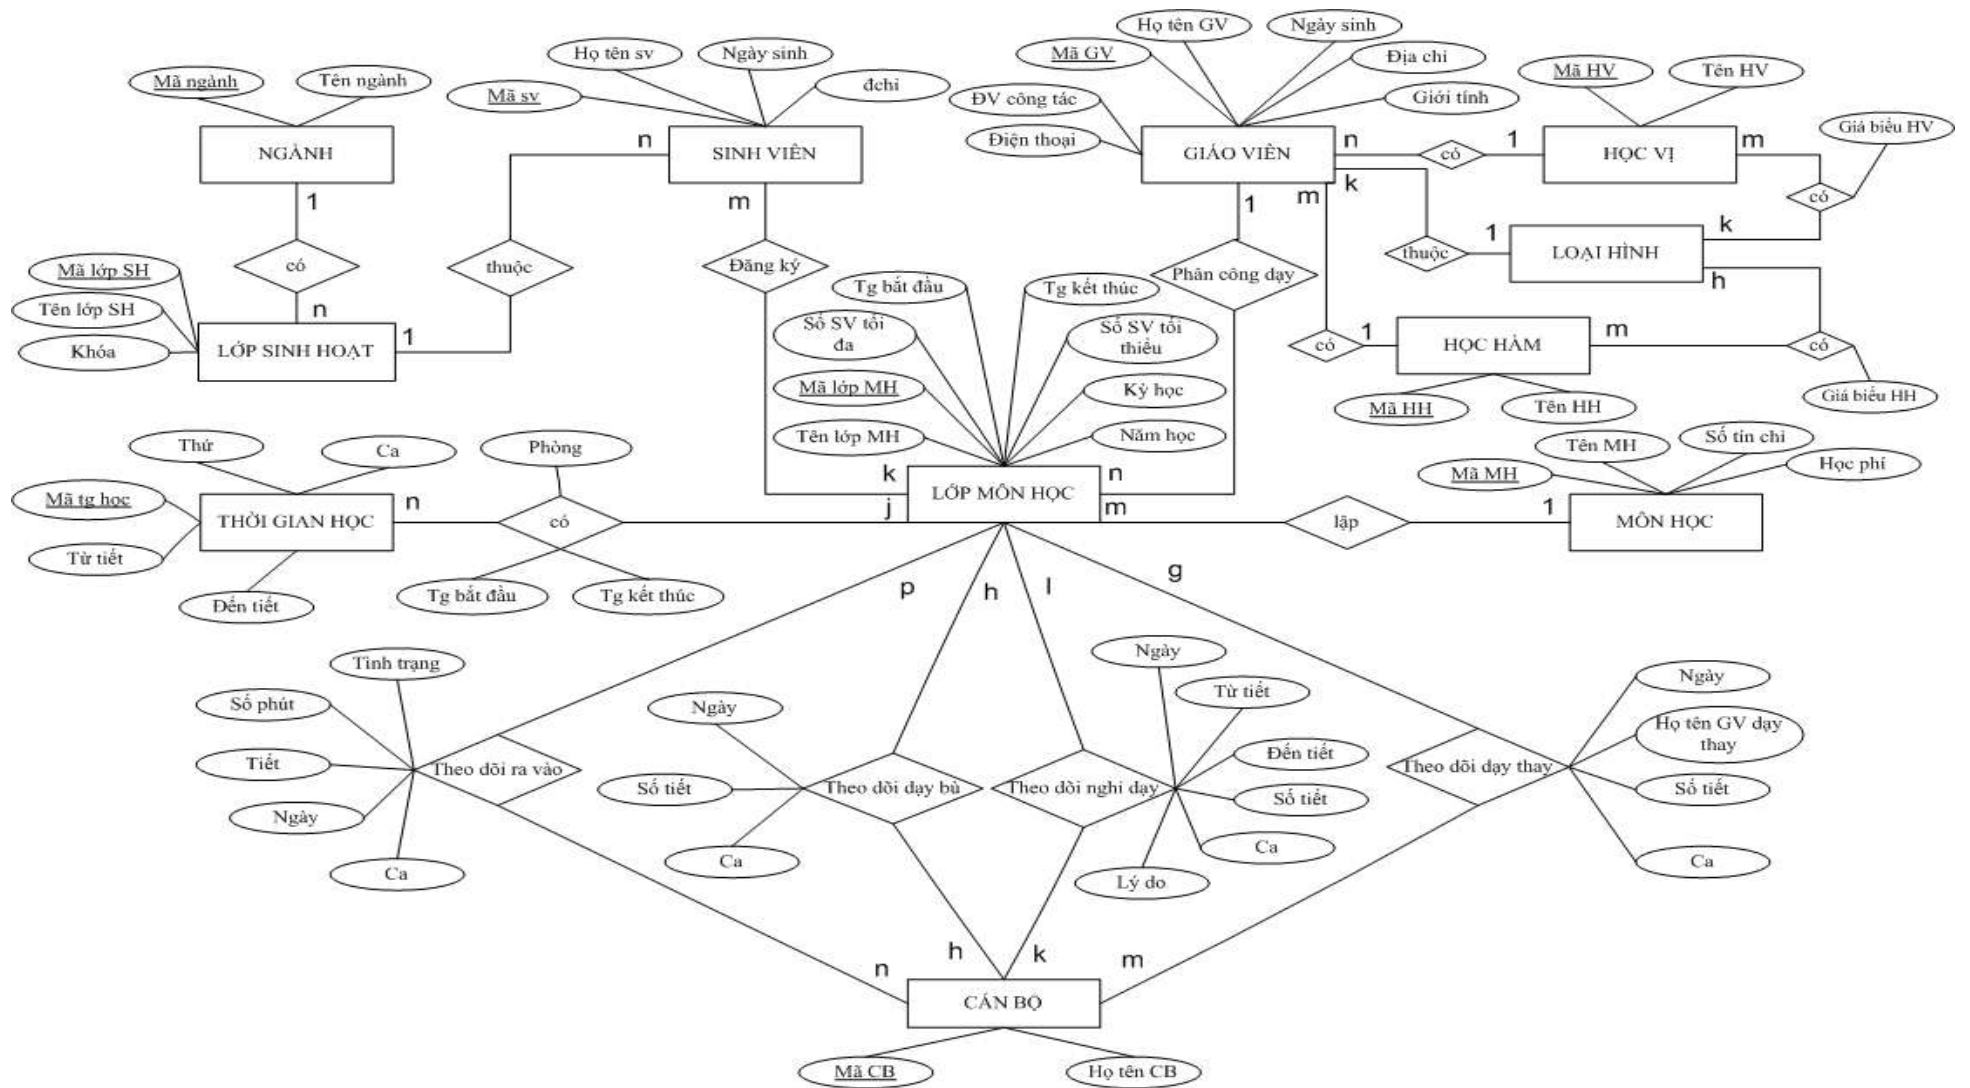 Họ tên GV
Ngày sinh
Họ tên sv
Ngày sinh
Mã GV
Địa chỉ
Mã ngành
Tên ngành
Mã HV
Tên HV
Mã sv
đchỉ
ĐV công tác
Giới tính
Điện thoại
Giá biểu HV
NGÀNH
n
SINH VIÊN
GIÁO VIÊN
n
có
1
HỌC VỊ
m
1
m
1
m
k
có
Mã lớp SH
có
thuộc
Đăng ký
Phân công dạy
thuộc
1
LOẠI HÌNH
k
h
Tên lớp SH
n
Tg bắt đầu
Tg kết thúc
Khóa
LỚP SINH HOẠT
1
Số SV tối
đa
Số SV tối
thiểu
có
1
HỌC HÀM
m
có
Mã lớp MH
Kỳ học
Mã HH
Tên HH
Giá biểu HH
Tên lớp MH
Năm học
Thứ
Ca
Phòng
Tên MH
Số tín chỉ
Mã MH
Học phí
k
LỚP MÔN HỌC
n
Mã tg học
THỜI GIAN HỌC
n
có
j
m
lập
1
MÔN HỌC
Từ tiết
Đến tiết
Tg bắt đầu
Tg kết thúc
p
h
l
g
Tình trạng
Số phút
Tiết
Ngày
Ca
Theo dõi ra vào
Ngày
Số tiết
Ca
Theo dõi dạy bù
Theo dõi nghỉ dạy
Ngày
Từ tiết
Đến tiết
Số tiết
Ca
Lý do
Theo dõi dạy thay
Ngày
Họ tên GV dạy
thay
Số tiết
Ca
n
h
k
m
CÁN BỘ
Mã CB
Họ tên CB